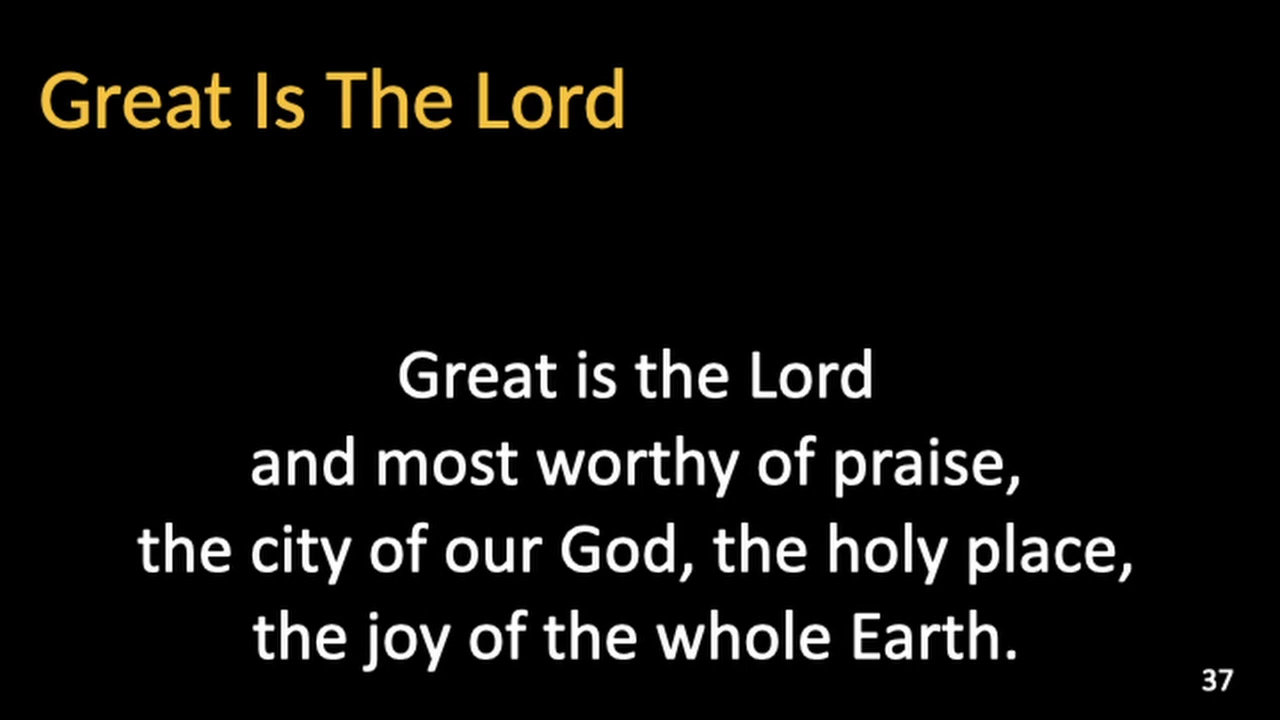 Great Is The Lord
Great is the Lord
and most worthy of praise,
the city of our God, the holy place,
the joy of the whole Earth.
37